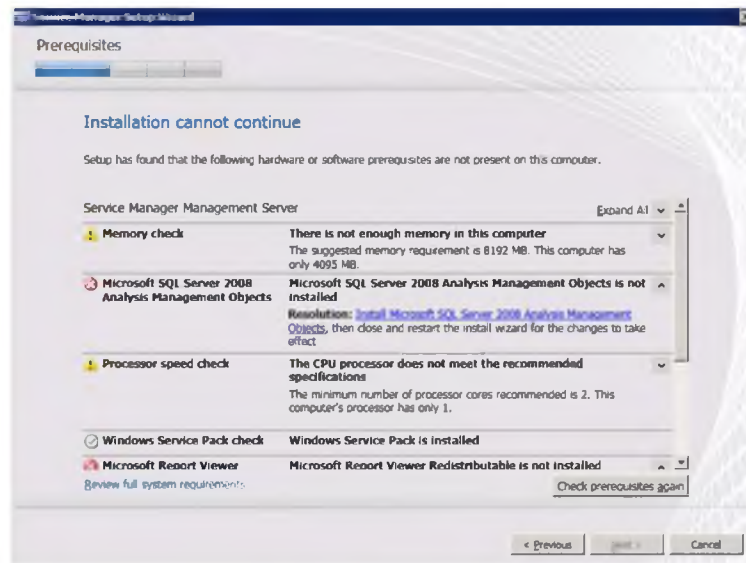 Manager Setup Wizard
Prerequisites
Installation cannot continue
Setup has found that the following hardware or software prerequisites are not present on this computer.
Service Manager Management Server
Expand All
Memory check
There is not enough memory in this computer
The suggested memory requirement is 8192 MB. This computer has
only 4095 MB.
Microsoft SQL Server 2008
Analysis Management Objects
Microsoft SQL Server 2008 Analysis Management Objects is not
installed
Resolution: Install Microsoft SQL Server 2008 Analysis Management
Objects, then close and restart the install wizard for the changes to take
effect
Processor speed check
The CPU processor does not meet the recommended
specifications
The minimum number of processor cores recommended is 2. This
computer's processor has only 1.
Windows Service Pack check
Windows Service Pack is installed
Microsoft Report Viewer
Microsoft Report Viewer Redistributable is not installed
Review full system requirements
Check prerequisites again
< Previous
Next >
Cancel